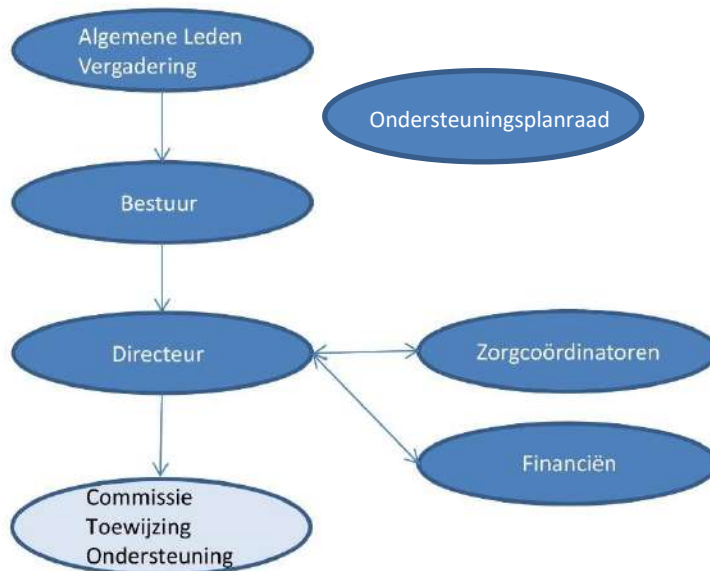 Algemene Leden
Vergadering
Ondersteuningsplanraad
Bestuur
Directeur
Zorgcoördinatoren
Financiën
Commissie
Toewijzing
Ondersteuning